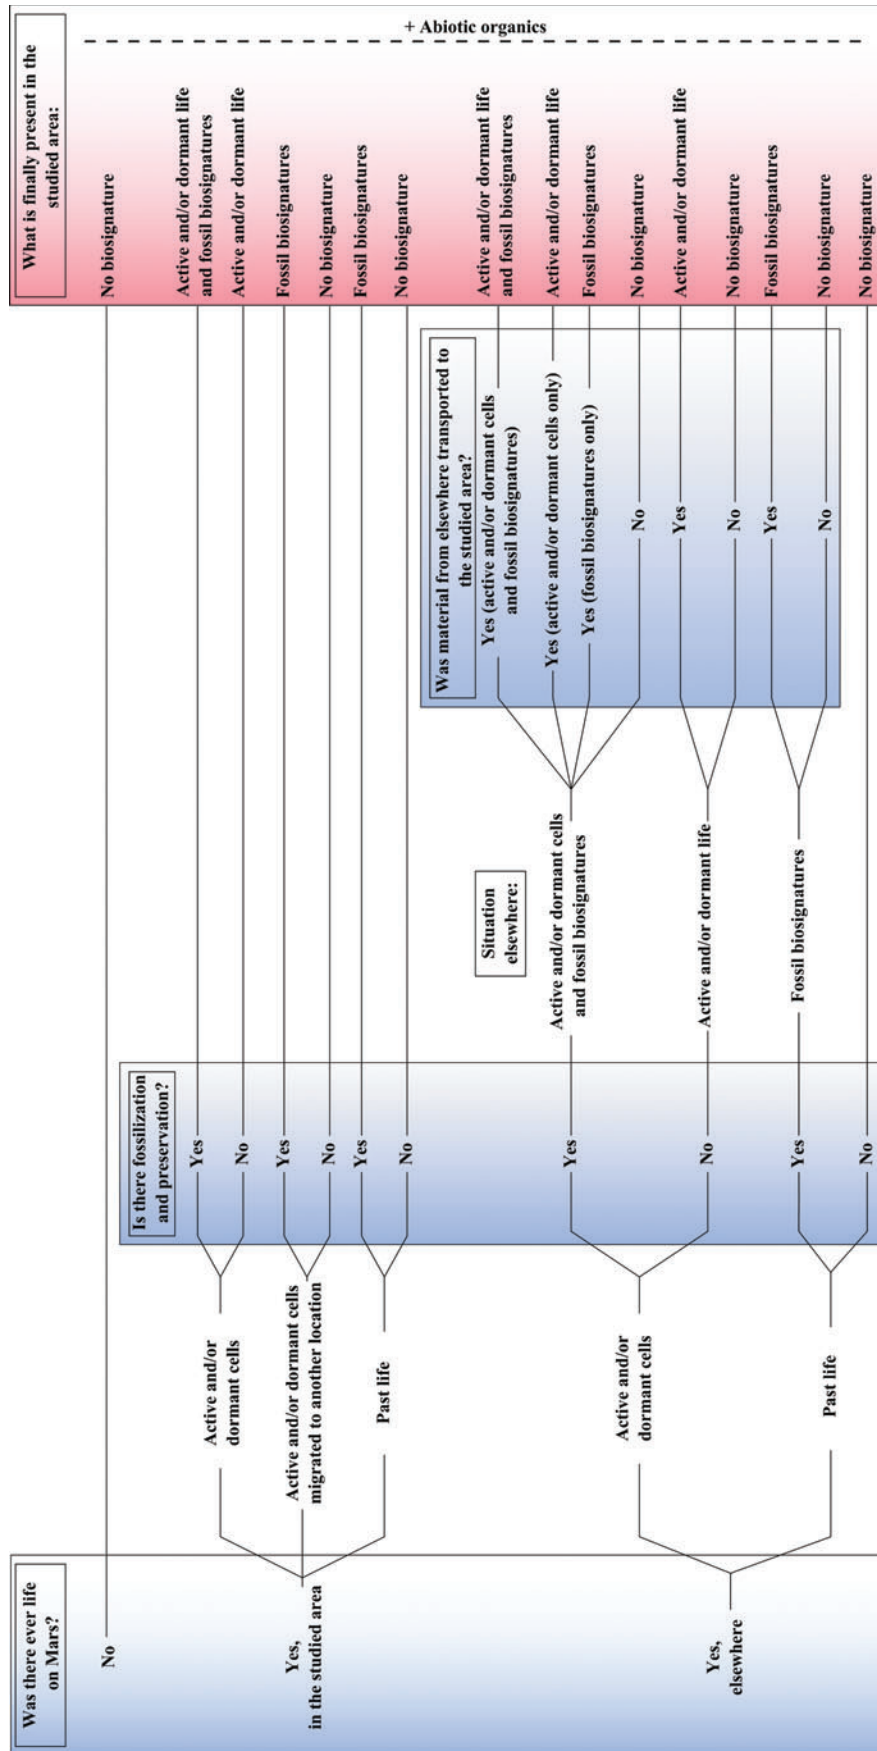 Was there ever life
on Mars?
No
Yes,
in the studied area
Yes,
elsewhere
Active and/or
dormant cells
Active and/or dormant cells
migrated to another location
Past life
Active and/or
dormant cells
Past life
Is there fossilization
and preservation?
Yes
No
Yes
No
Yes
No
Yes
No
Yes
No
Situation
elsewhere:
Active and/or dormant cells
and fossil biosignatures
Active and/or dormant life
Fossil biosignatures
Was material from elsewhere transported to
the studied area?
Yes (active and/or dormant cells
and fossil biosignatures)
Yes (active and/or dormant cells only)
Yes (fossil biosignatures only)
No
Yes
No
Yes
No
What is finally present in the
studied area:
No biosignature
Active and/or dormant life
and fossil biosignatures
Active and/or dormant life
Fossil biosignatures
No biosignature
Fossil biosignatures
No biosignature
Active and/or dormant life
and fossil biosignatures
Active and/or dormant life
Fossil biosignatures
No biosignature
Active and/or dormant life
No biosignature
Fossil biosignatures
No biosignature
No biosignature
+ Abiotic organics